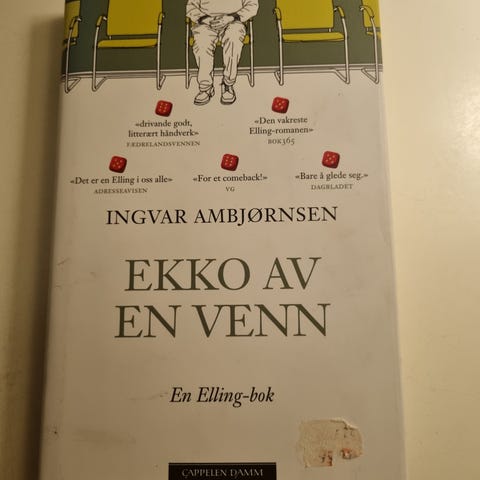 «drivande godt,
litterært håndverk»
FÆDRELANDSVENNEN
«Den vakreste
Elling-romanen»
BOK365
«Det er en Elling i oss alle»
ADRESSEAVISEN
«For et comeback!»
VG
«Bare å glede seg.»
DAGBLADET
INGVAR AMBJØRNSEN
EKKO AV
EN VENN
En Elling-bok
CAPPELEN DAMM